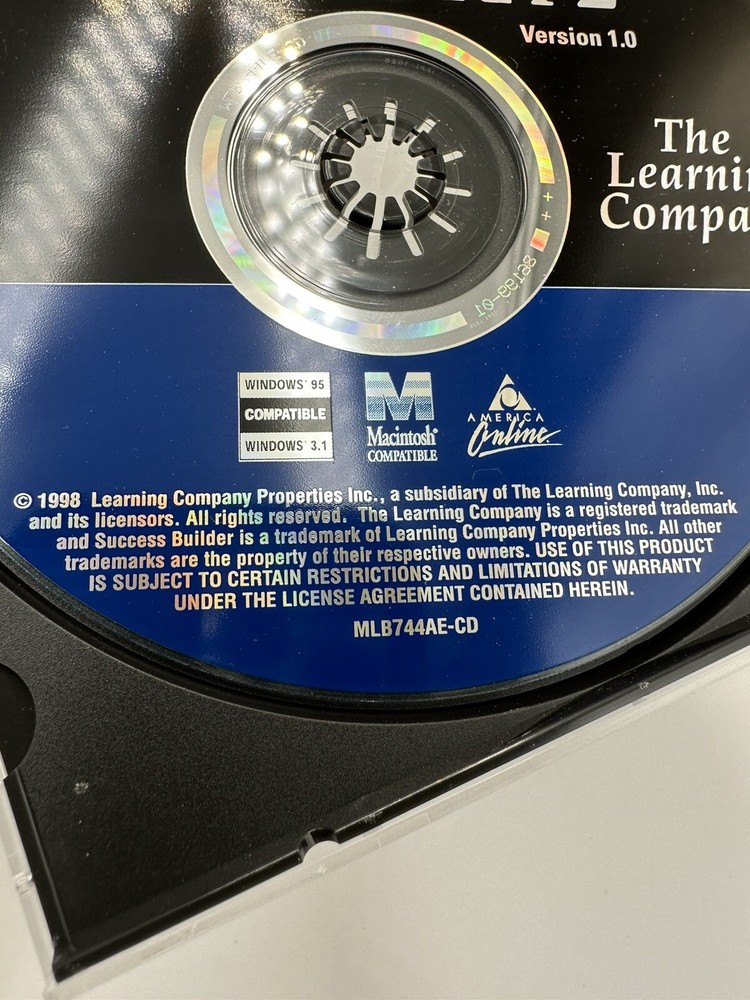 Version 1.0
The
Learnin
Compa
WINDOWS® 95
COMPATIBLE
WINDOWS® 3.1
Macintosh®
COMPATIBLE
AMERICA
Online
© 1998 Learning Company Properties Inc., a subsidiary of The Learning Company, Inc.
and its licensors. All rights reserved. The Learning Company is a registered trademark
and Success Builder is a trademark of Learning Company Properties Inc. All other
trademarks are the property of their respective owners. USE OF THIS PRODUCT
IS SUBJECT TO CERTAIN RESTRICTIONS AND LIMITATIONS OF WARRANTY
UNDER THE LICENSE AGREEMENT CONTAINED HEREIN.
MLB744AE-CD